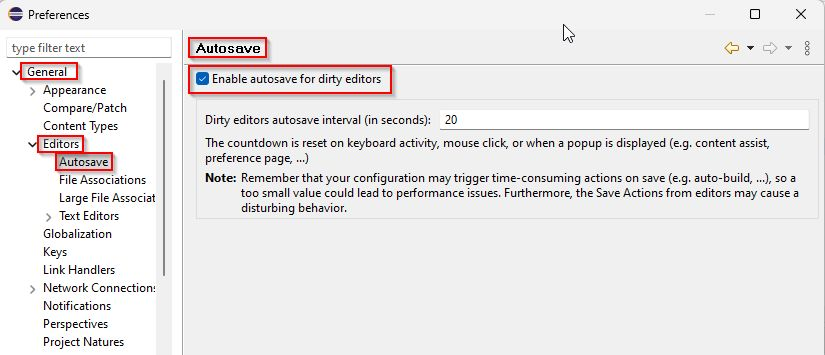 Preferences
type filter text
General
Appearance
Compare/Patch
Content Types
Editors
Autosave
File Associations
Large File Associat
Text Editors
Globalization
Keys
Link Handlers
Network Connections
Notifications
Perspectives
Project Natures
Autosave
Enable autosave for dirty editors
Dirty editors autosave interval (in seconds): 20
The countdown is reset on keyboard activity, mouse click, or when a popup is displayed (e.g. content assist,
preference page, ...)
Note: Remember that your configuration may trigger time-consuming actions on save (e.g. auto-build, ...), so a
too small value could lead to performance issues. Furthermore, the Save Actions from editors may cause a
disturbing behavior.